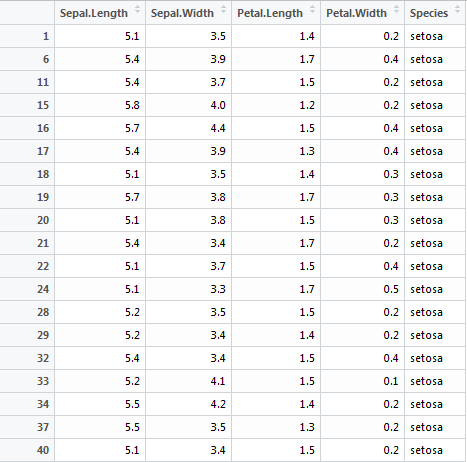 Sepal.Length Sepal.Width Petal.Length Petal.Width Species
1 5.1 3.5 1.4 0.2 setosa
6 5.4 3.9 1.7 0.4 setosa
11 5.4 3.7 1.5 0.2 setosa
15 5.8 4.0 1.2 0.2 setosa
16 5.7 4.4 1.5 0.4 setosa
17 5.4 3.9 1.3 0.4 setosa
18 5.1 3.5 1.4 0.3 setosa
19 5.7 3.8 1.7 0.3 setosa
20 5.1 3.8 1.5 0.3 setosa
21 5.4 3.4 1.7 0.2 setosa
22 5.1 3.7 1.5 0.4 setosa
24 5.1 3.3 1.7 0.5 setosa
28 5.2 3.5 1.5 0.2 setosa
29 5.2 3.4 1.4 0.2 setosa
32 5.4 3.4 1.5 0.4 setosa
33 5.2 4.1 1.5 0.1 setosa
34 5.5 4.2 1.4 0.2 setosa
37 5.5 3.5 1.3 0.2 setosa
40 5.1 3.4 1.5 0.2 setosa